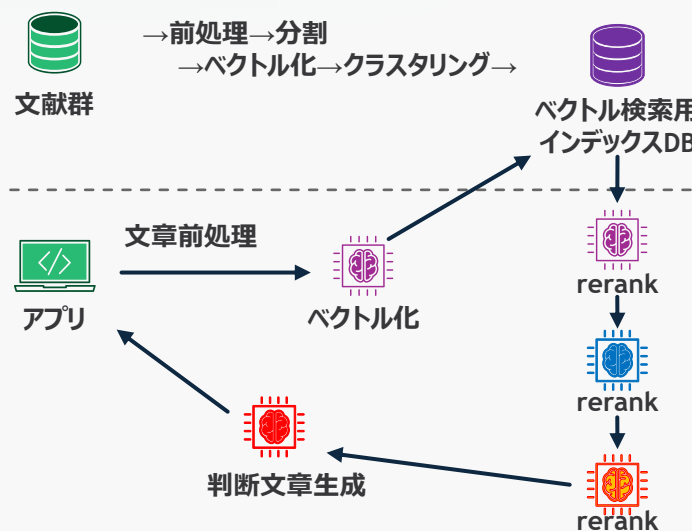 →前処理→分割
→ベクトル化→クラスタリング→
文献群
ベクトル検索用
インデックスDB
文章前処理
</>
アプリ
ベクトル化
rerank
rerank
判断文章生成
rerank